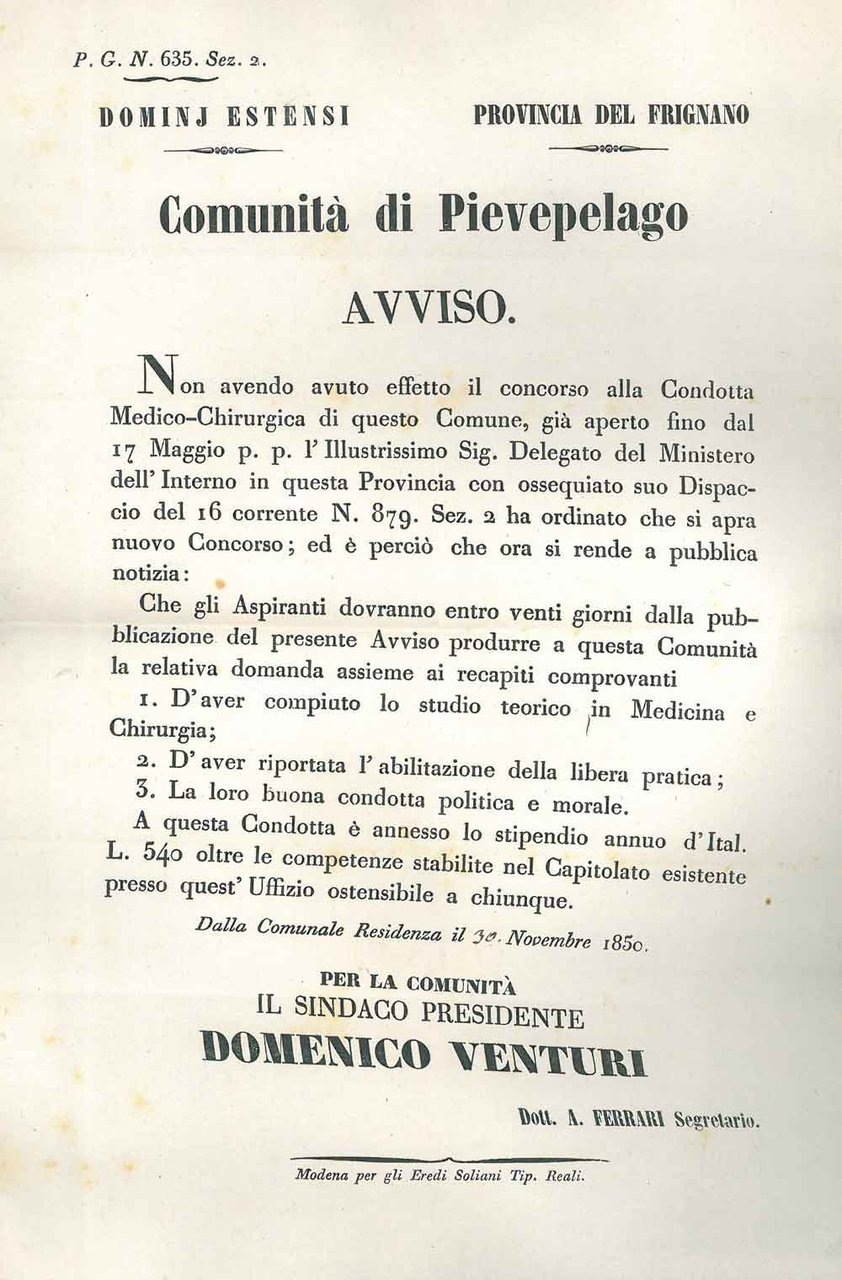 P. G. N. 635. Sez. 2.
DOMINJ ESTENSI
PROVINCIA DEL FRIGNANO
Comunità di Pievepelago
AVVISO.
Non avendo avuto effetto il concorso alla Condotta
Medico-Chirurgica di questo Comune, già aperto fino dal
17 Maggio p. p. l'Illustrissimo Sig. Delegato del Ministero
dell'Interno in questa Provincia con ossequiato suo Dispac-
cio del 16 corrente N. 879. Sez. 2 ha ordinato che si apra
nuovo Concorso; ed è perciò che ora si rende a pubblica
notizia:
Che gli Aspiranti dovranno entro venti giorni dalla pub-
blicazione del presente Avviso produrre a questa Comunità
la relativa domanda assieme ai recapiti comprovanti
1. D'aver compiuto lo studio teorico in Medicina e
Chirurgia;
2. D'aver riportata l'abilitazione della libera pratica;
3. La loro buona condotta politica e morale.
A questa Condotta è annesso lo stipendio annuo d'Ital.
L. 540 oltre le competenze stabilite nel Capitolato esistente
presso quest'Uffizio ostensibile a chiunque.
Dalla Comunale Residenza il 30. Novembre 1850.
PER LA COMUNITÀ
IL SINDACO PRESIDENTE
DOMENICO VENTURI
Dott. A. FERRARI Segretario.
Modena per gli Eredi Soliani Tip. Reali.